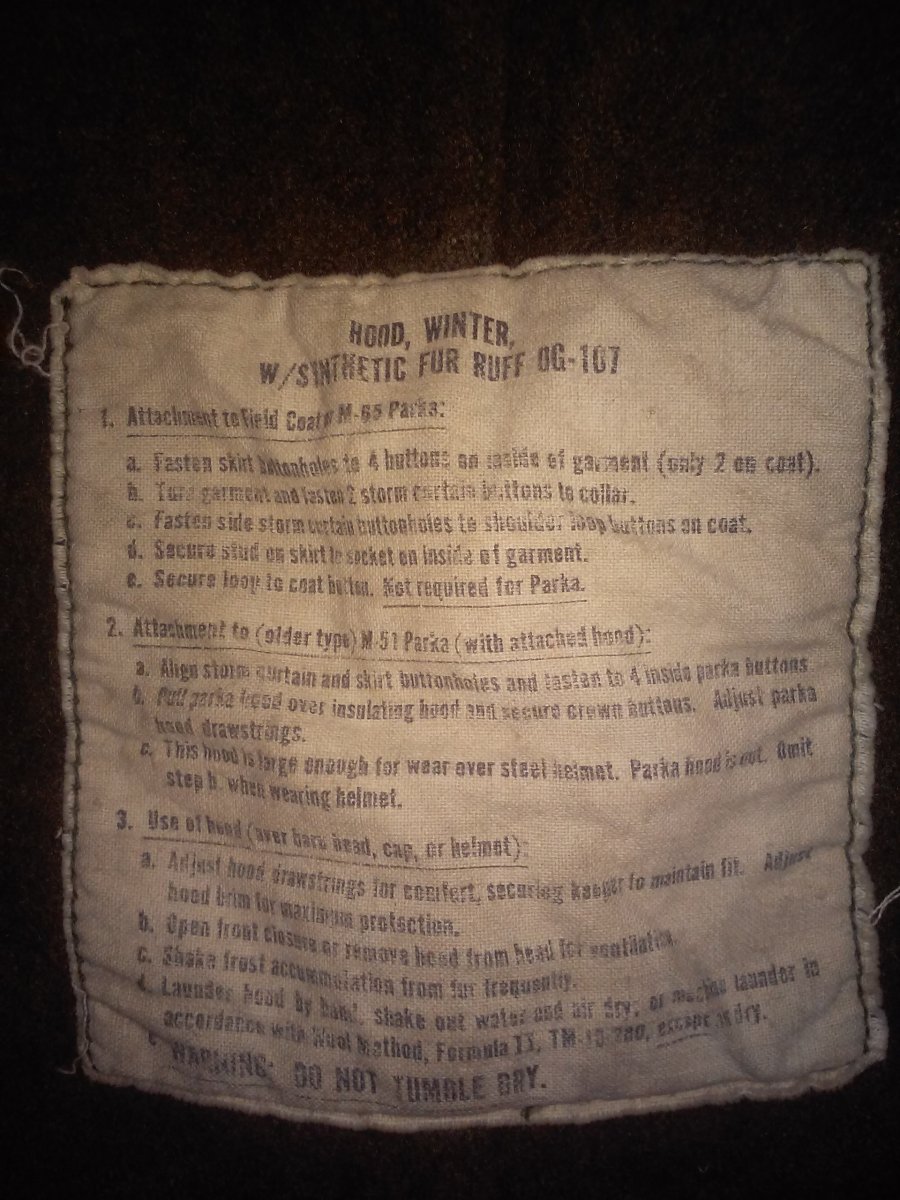 HOOD, WINTER,
W/SYNTHETIC FUR RUFF OG-107
1. Attachment to Field Coat or M-65 Parka:
a. Fasten skirt buttonholes to 4 buttons on inside of garment (only 2 on coat).
b. Turn garment and fasten 2 storm curtain buttons to collar.
c. Fasten side storm curtain buttonholes to shoulder loop buttons on coat.
d. Secure stud on skirt to socket on inside of garment.
e. Secure loop to coat button. Not required for Parka.
2. Attachment to (older type) M-51 Parka (with attached hood):
a. Align storm curtain and skirt buttonholes and fasten to 4 inside parka buttons
b. Pull parka hood over insulating hood and secure crown buttons. Adjust parka
hood drawstrings.
c. This hood is large enough for wear over steel helmet. Parka hood is not. Omit
step b. when wearing helmet.
3. Use of hood (over bare head, cap, or helmet):
a. Adjust hood drawstrings for comfort, securing keeper to maintain fit. Adjust
hood brim for maximum protection.
b. Open front closure or remove hood from head for ventilation.
c. Shake frost accumulation from fur frequently.
d. Launder hood by hand, shake out water and air dry; or machine launder in
accordance with Wool Method, Formula II, TM-10-280, except air dry.
WARNING: DO NOT TUMBLE DRY.